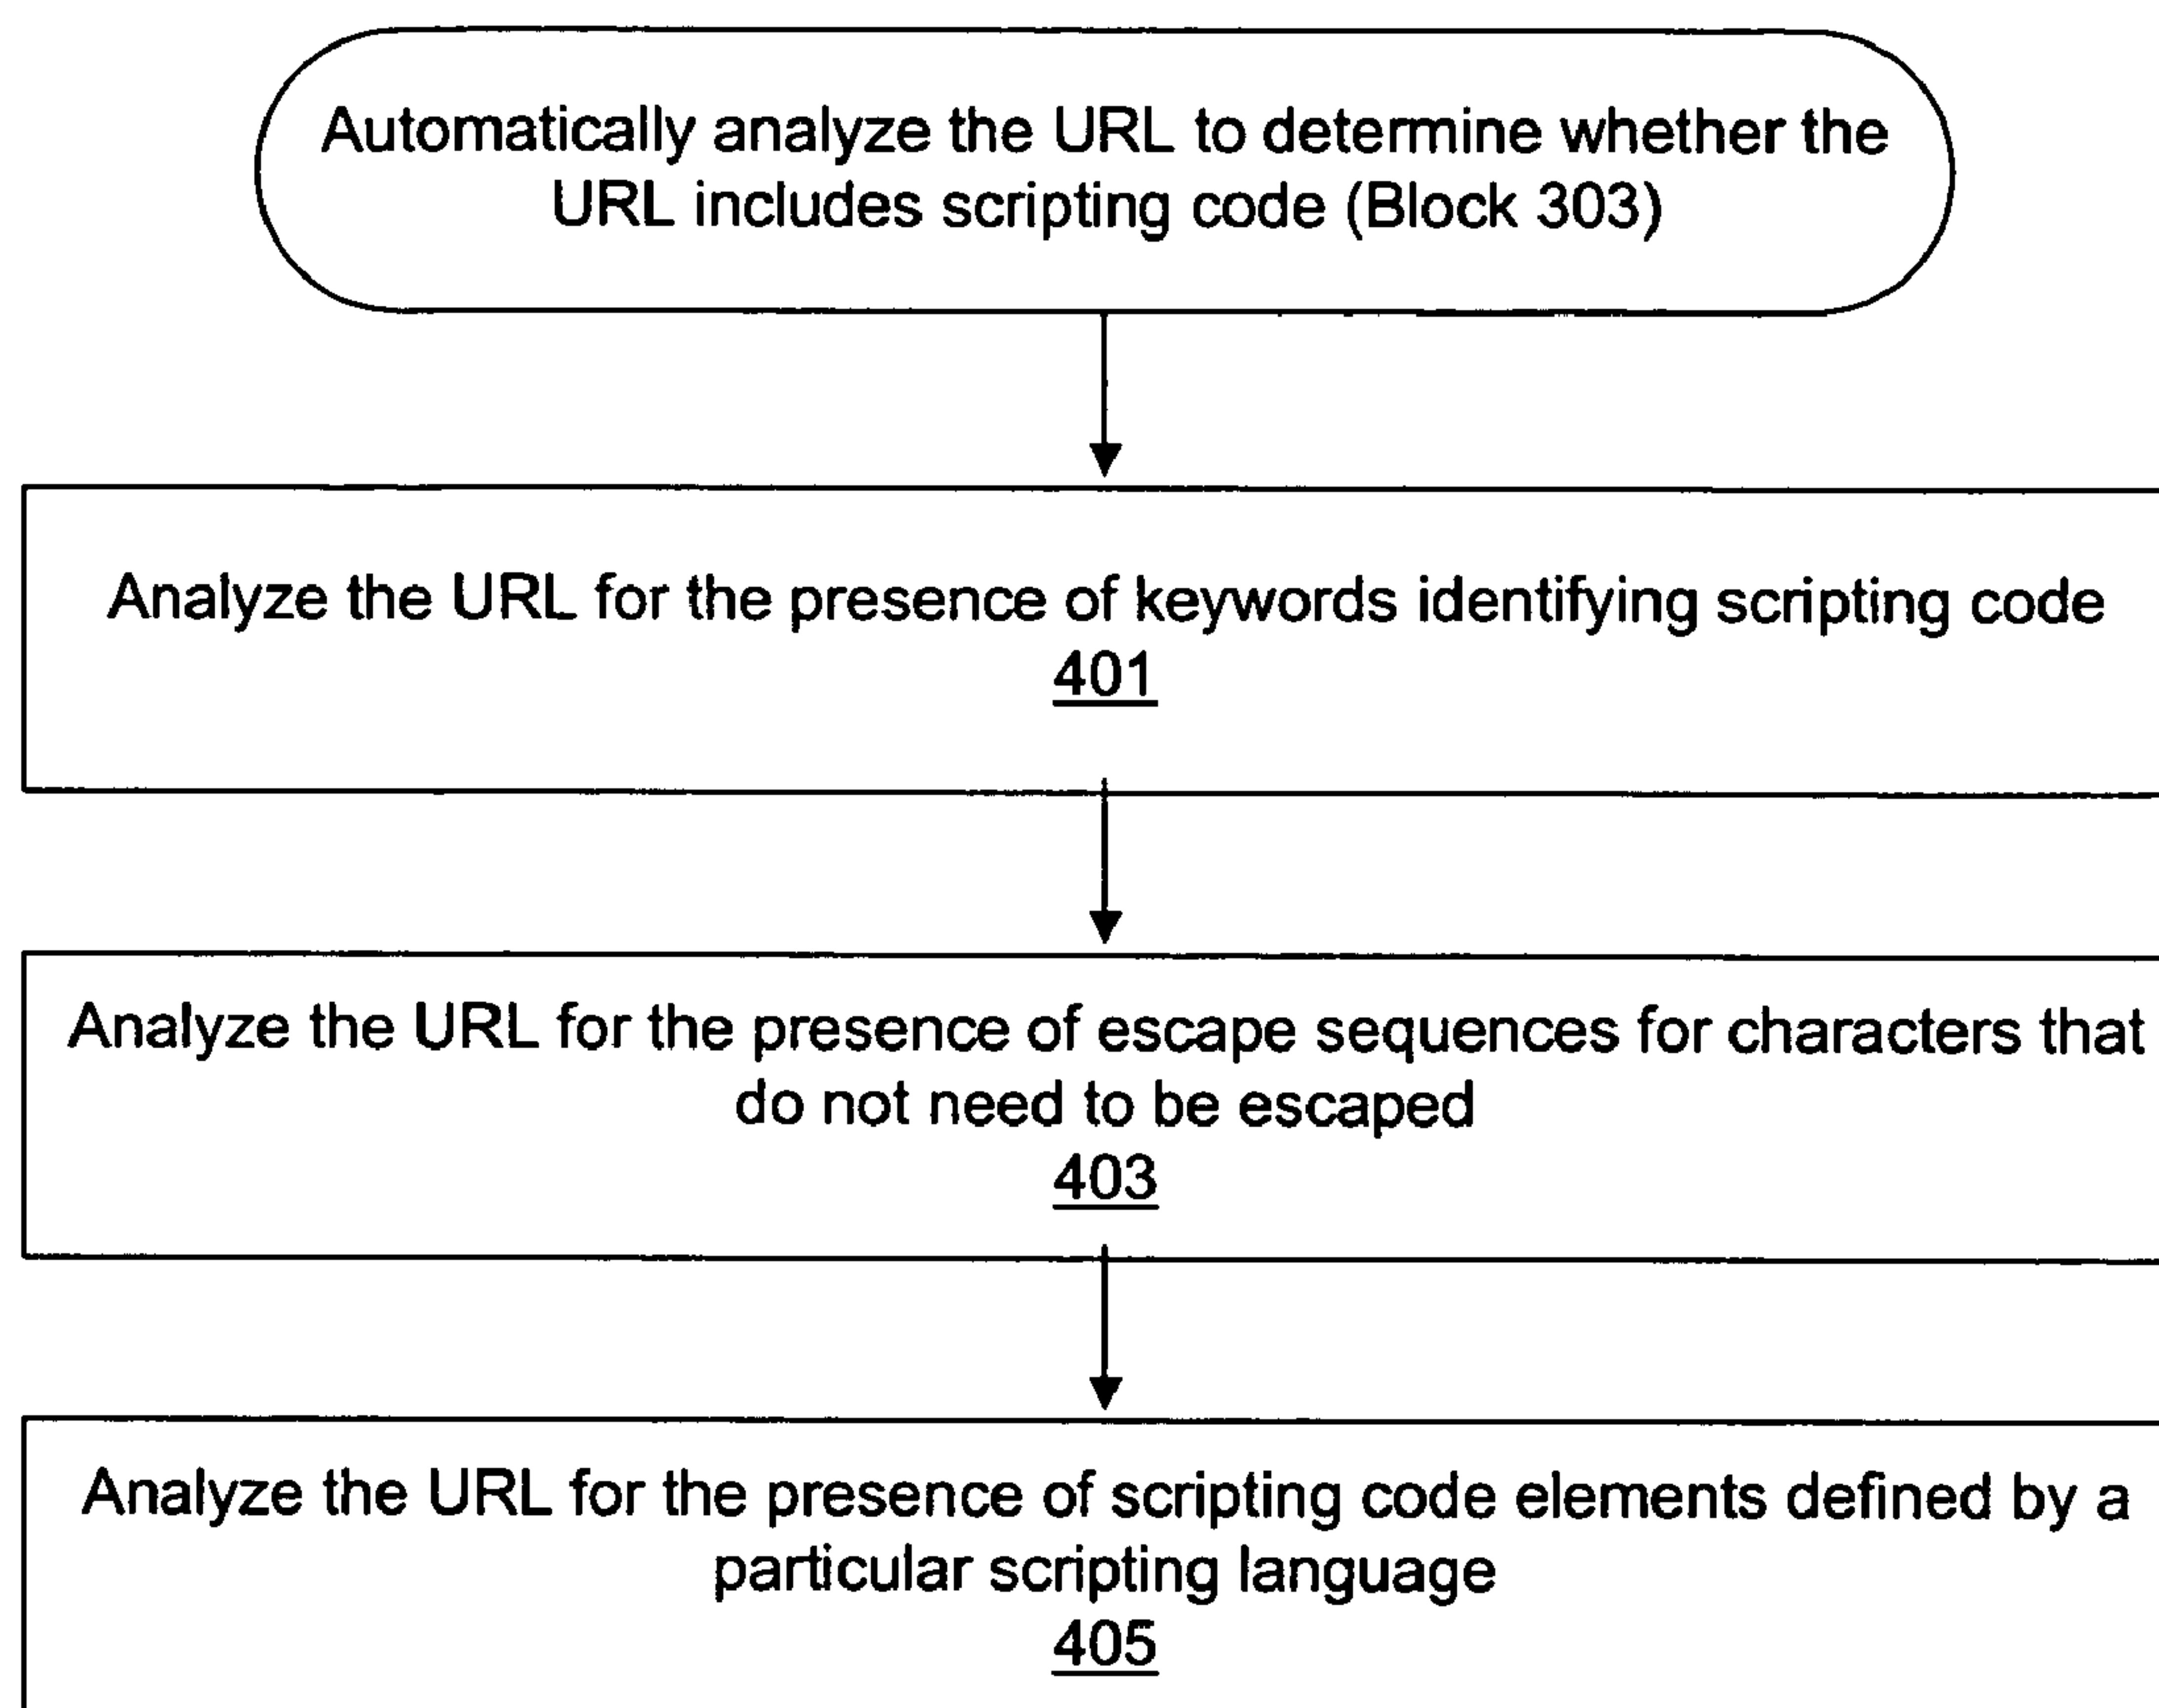 Automatically analyze the URL to determine whether the
URL includes scripting code (Block 303)
Analyze the URL for the presence of keywords identifying scripting code
401
Analyze the URL for the presence of escape sequences for characters that
do not need to be escaped
403
Analyze the URL for the presence of scripting code elements defined by a
particular scripting language
405